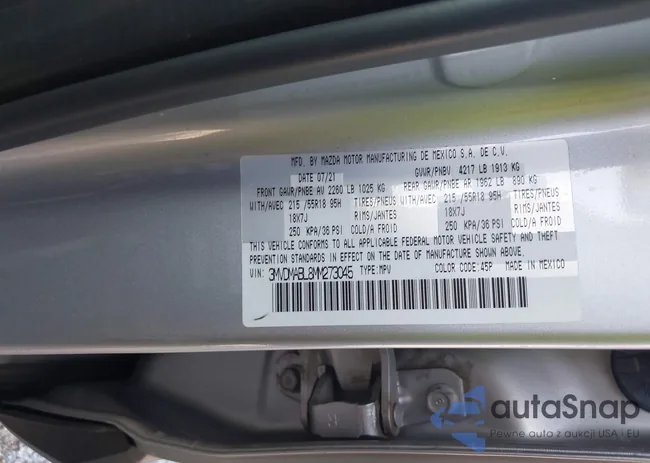 MFD. BY MAZDA MOTOR MANUFACTURING DE MEXICO S.A. DE C.V.
DATE 07/21 GVWR/PNBV 4217 LB 1913 KG
FRONT GAWR/PNBE AV 2260 LB 1025 KG REAR GAWR/PNBE AR 1962 LB 890 KG
WITH/AVEC 215 /55R18 95H TIRES/PNEUS WITH/AVEC 215 /55R18 95H TIRES/PNEUS
18X7J RIMS/JANTES 18X7J RIMS/JANTES
250 KPA/36 PSI COLD/A FROID 250 KPA/36 PSI COLD/A FROID
THIS VEHICLE CONFORMS TO ALL APPLICABLE FEDERAL MOTOR VEHICLE SAFETY AND THEFT
PREVENTION STANDARDS IN EFFECT ON THE DATE OF MANUFACTURE SHOWN ABOVE.
VIN: 3MVDMABL8MM273045 TYPE: MPV COLOR CODE: 45P MADE IN MEXICO
autaSnap
Pewne auta z aukcji USA i EU